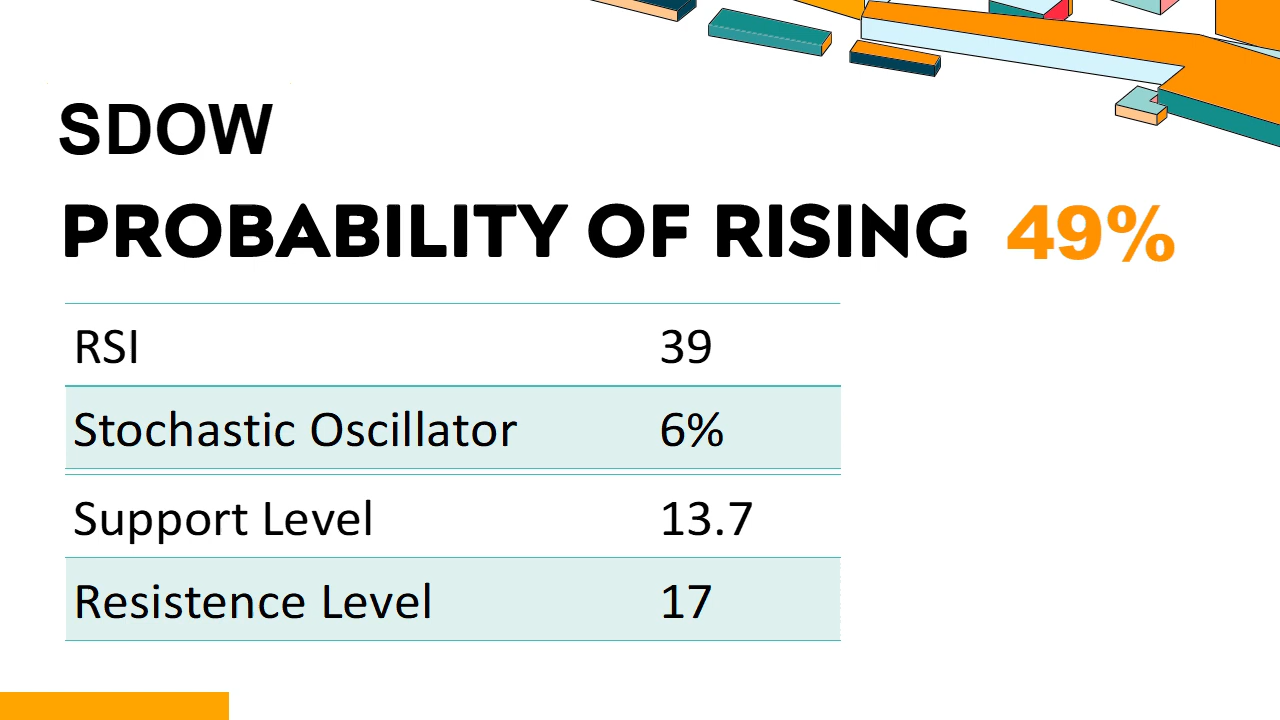 SDOW
PROBABILITY OF RISING 49%
RSI 39
Stochastic Oscillator 6%
Support Level 13.7
Resistence Level 17